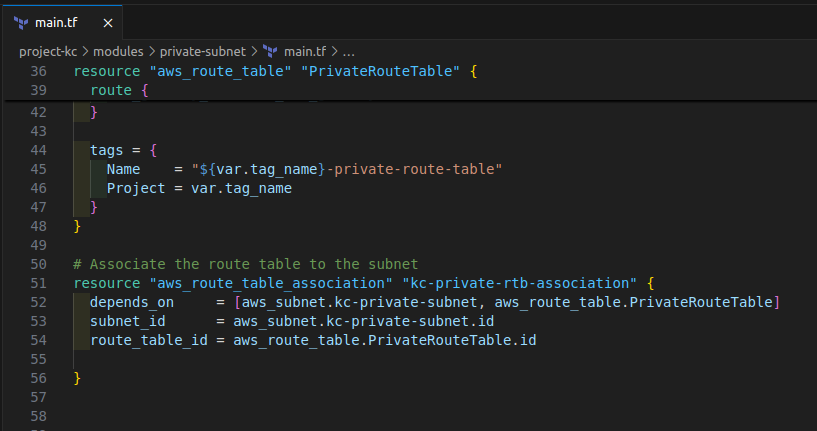 main.tf ×
project-kc > modules > private-subnet > main.tf > ...
36 resource "aws_route_table" "PrivateRouteTable" {
39   route {
42   }
43
44   tags = {
45     Name    = "${var.tag_name}-private-route-table"
46     Project = var.tag_name
47   }
48 }
49
50 # Associate the route table to the subnet
51 resource "aws_route_table_association" "kc-private-rtb-association" {
52   depends_on     = [aws_subnet.kc-private-subnet, aws_route_table.PrivateRouteTable]
53   subnet_id      = aws_subnet.kc-private-subnet.id
54   route_table_id = aws_route_table.PrivateRouteTable.id
55
56 }
57
58